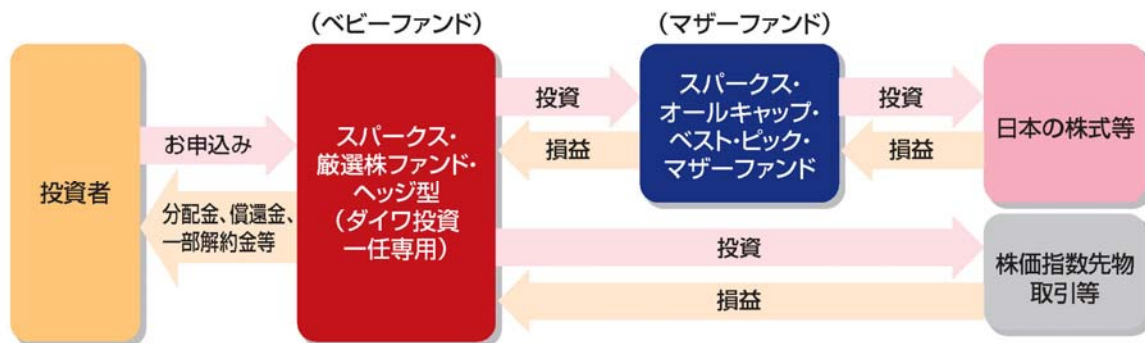 (ベビーファンド)
(マザーファンド)
投資者
お申込み
分配金、償還金、
一部解約金等
スパークス・
厳選株ファンド・
ヘッジ型
(ダイワ投資
一任専用)
投資
損益
スパークス・
オールキャップ・
ベスト・ピック・
マザーファンド
投資
損益
日本の株式等
投資
損益
株価指数先物
取引等